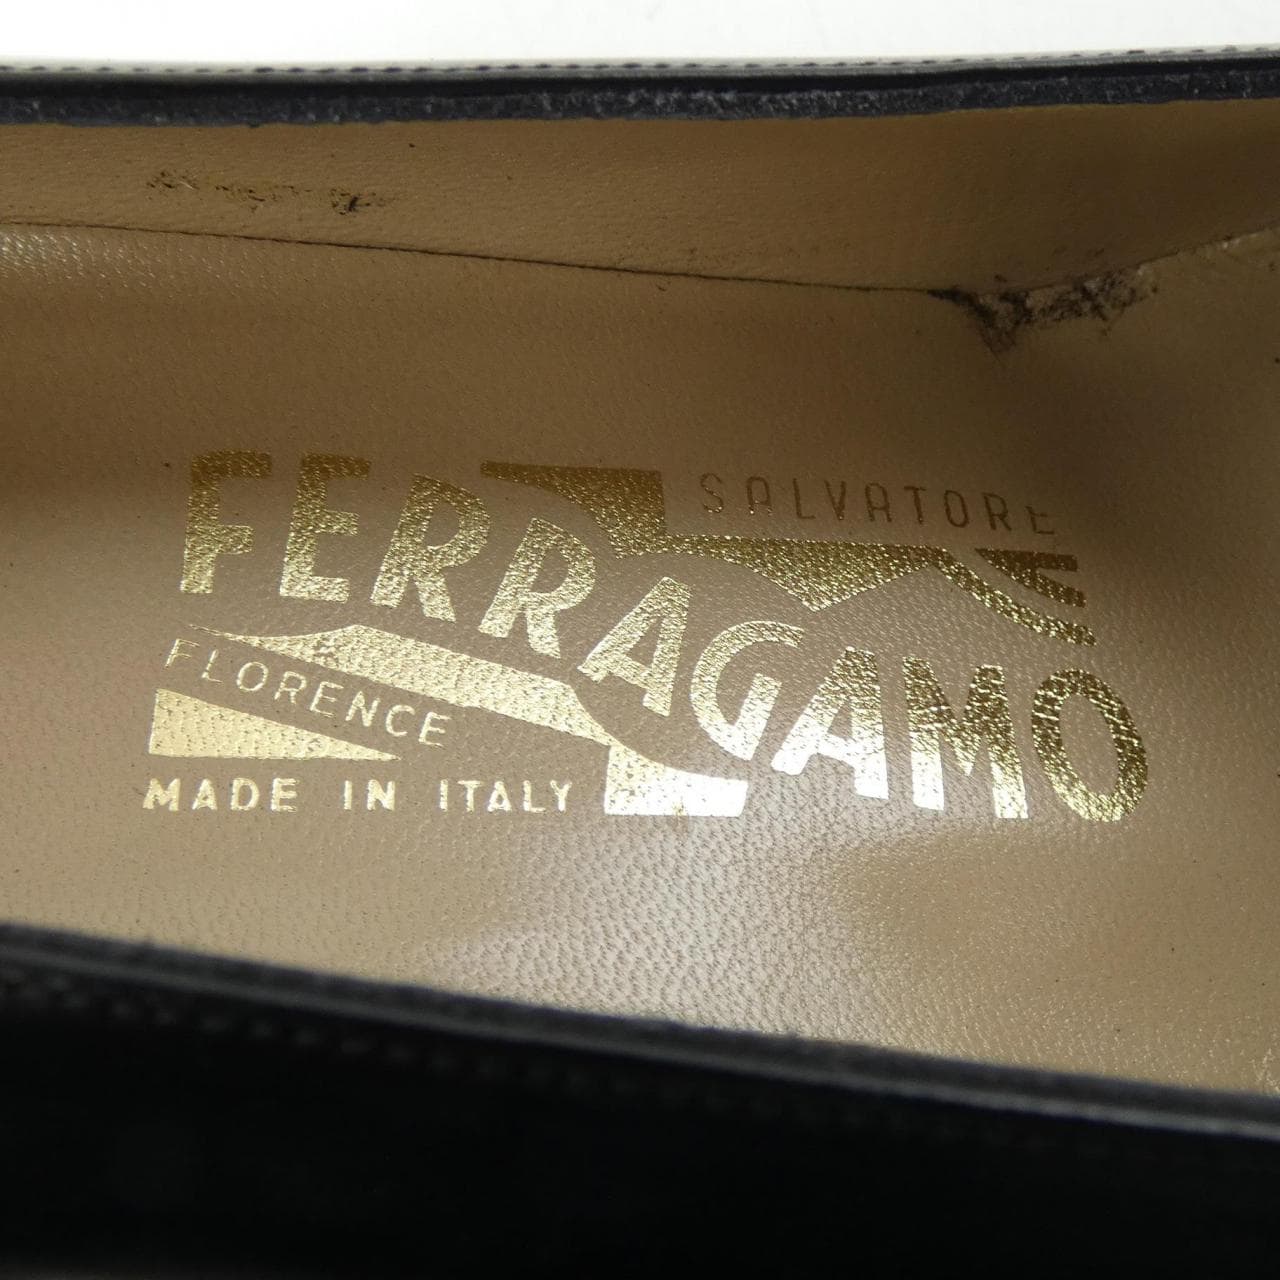 SALVATORE
FERRAGAMO
FLORENCE
MADE IN ITALY